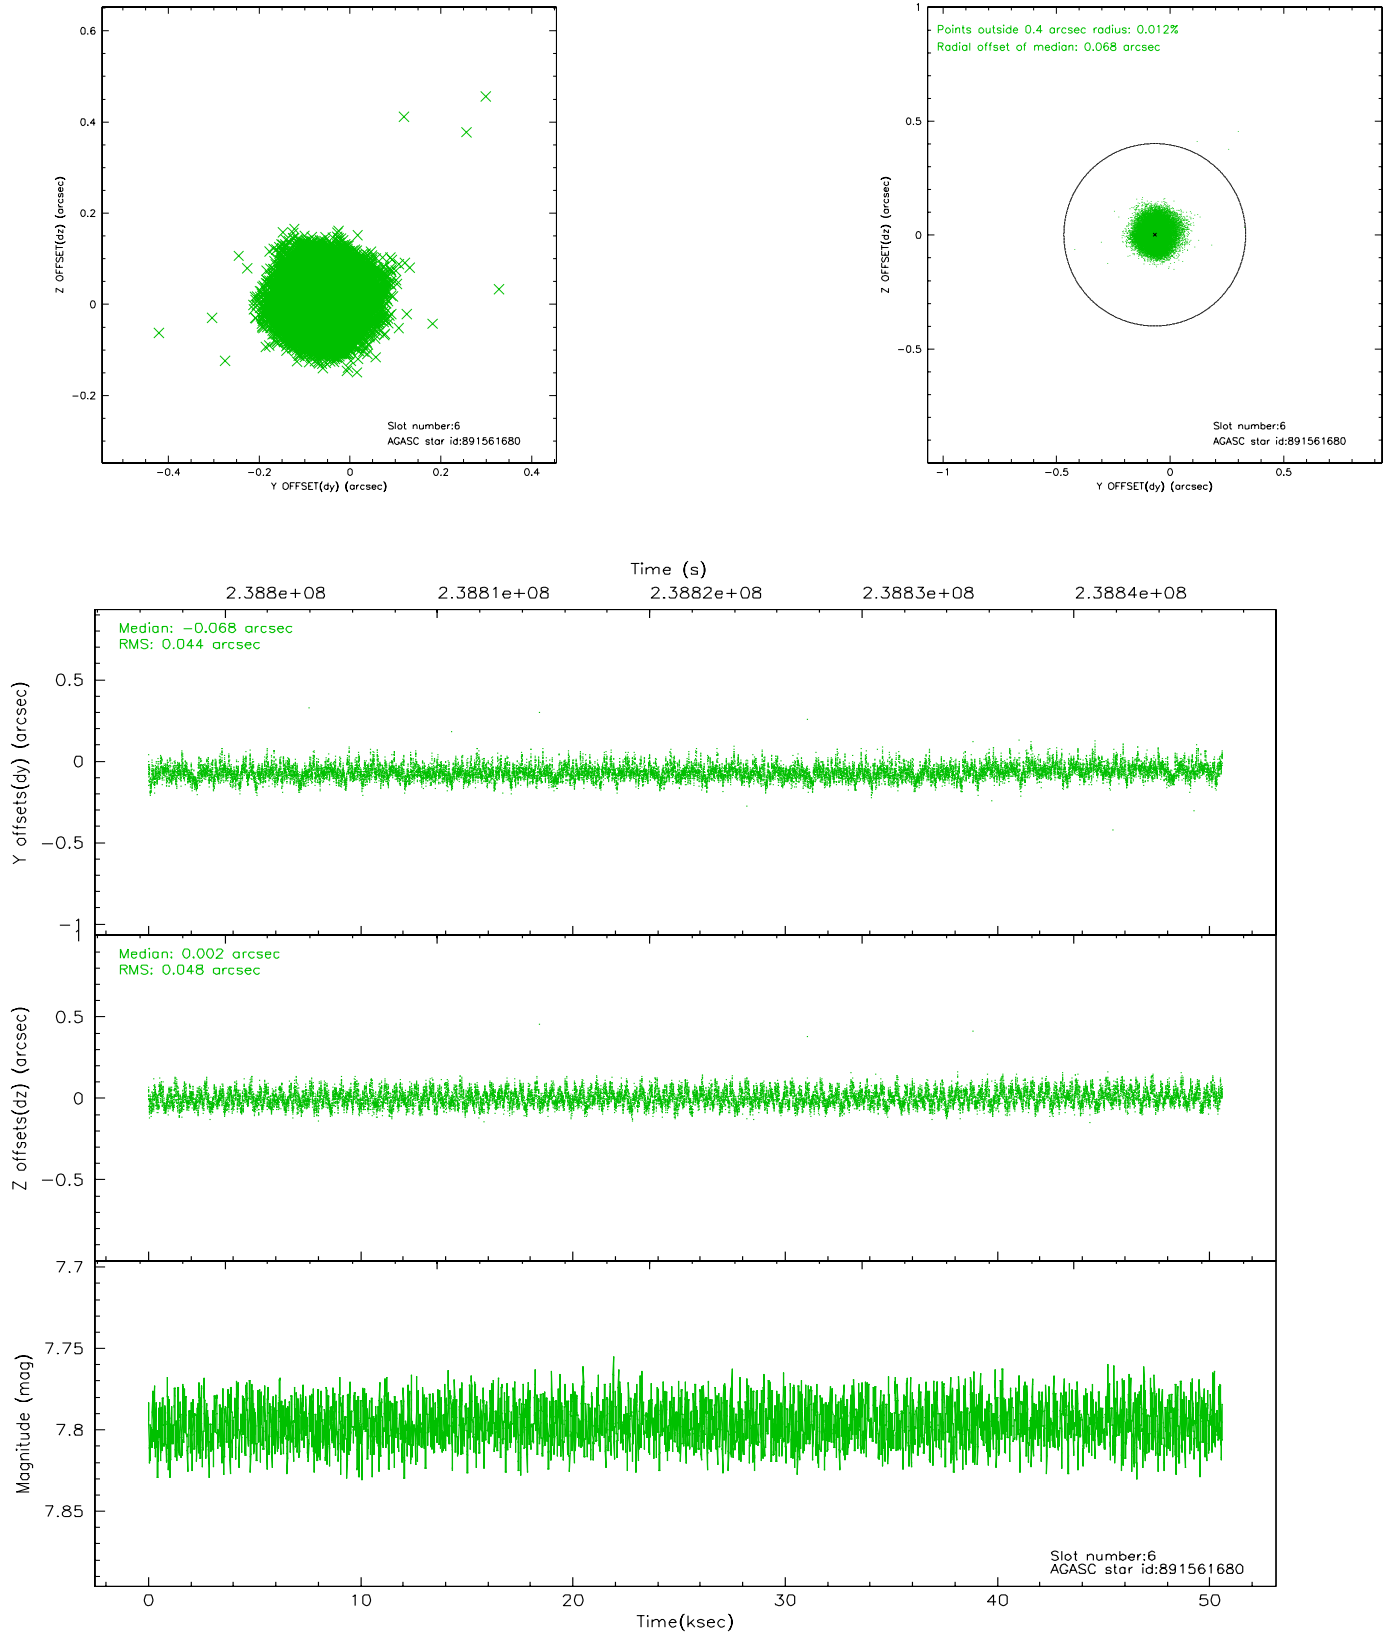 0.6
0.4
0.2
0
−0.2
Z OFFSET(dz) (arcsec)
Slot number:6
AGASC star id:891561680
−0.4 −0.2 0 0.2 0.4
Y OFFSET(dy) (arcsec)
Points outside 0.4 arcsec radius: 0.012%
Radial offset of median: 0.068 arcsec
1
0.5
0
−0.5
Z OFFSET(dz) (arcsec)
Slot number:6
AGASC star id:891561680
−1 −0.5 0 0.5
Y OFFSET(dy) (arcsec)
Time (s)
2.388e+08 2.3881e+08 2.3882e+08 2.3883e+08 2.3884e+08
Median: −0.068 arcsec
RMS: 0.044 arcsec
0.5
0
−0.5
−1
Y offsets(dy) (arcsec)
Median: 0.002 arcsec
RMS: 0.048 arcsec
1
0.5
0
−0.5
Z offsets(dz) (arcsec)
7.7
7.75
7.8
7.85
Magnitude (mag)
Slot number:6
AGASC star id:891561680
0 10 20 30 40 50
Time(ksec)